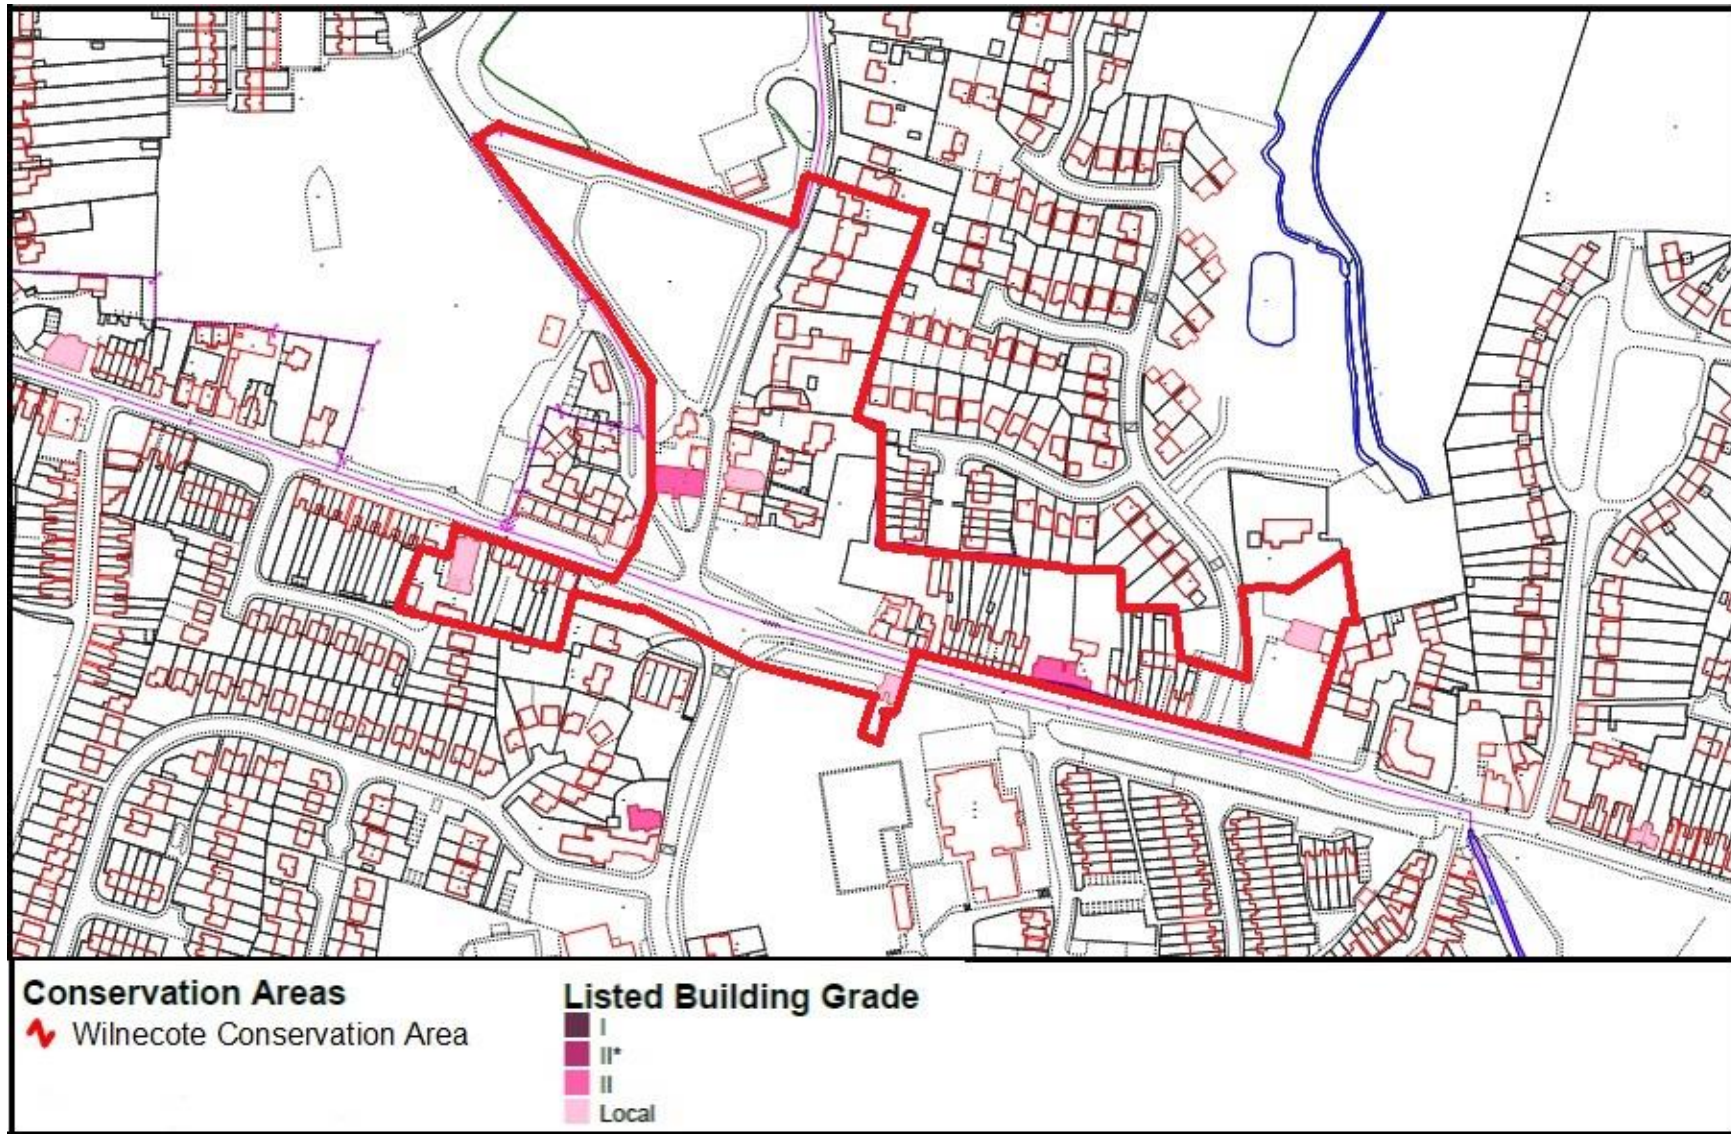 Conservation Areas
Wilnecote Conservation Area
Listed Building Grade
I
II*
II
Local